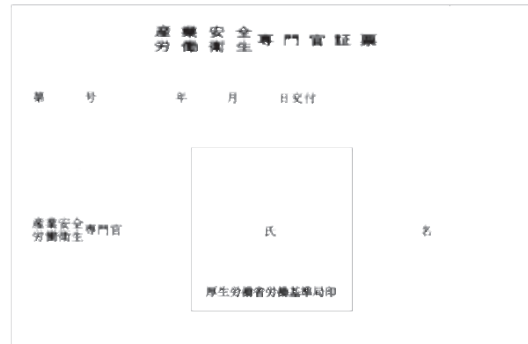 産業安全
労働衛生専門官証票
第 号 年 月 日交付
産業安全
労働衛生専門官 氏 名
厚生労働省労働基準局印